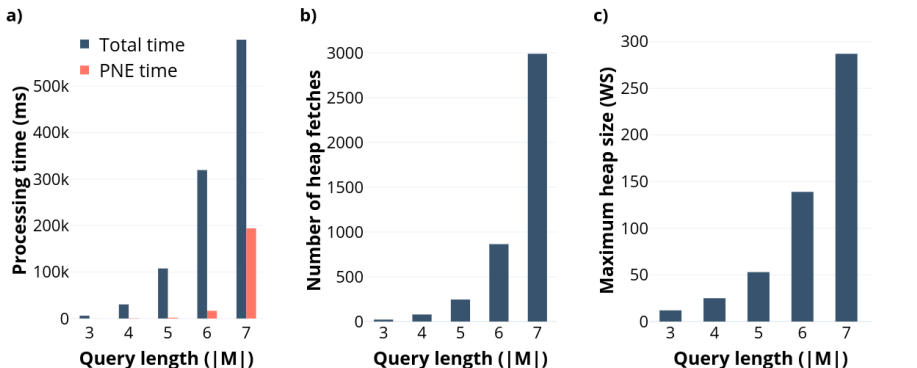 a)
Total time
PNE time
Processing time (ms)
500k
400k
300k
200k
100k
0
3 4 5 6 7
Query length (|M|)
b)
Number of heap fetches
3000
2500
2000
1500
1000
500
0
3 4 5 6 7
Query length (|M|)
c)
Maximum heap size (WS)
300
250
200
150
100
50
0
3 4 5 6 7
Query length (|M|)